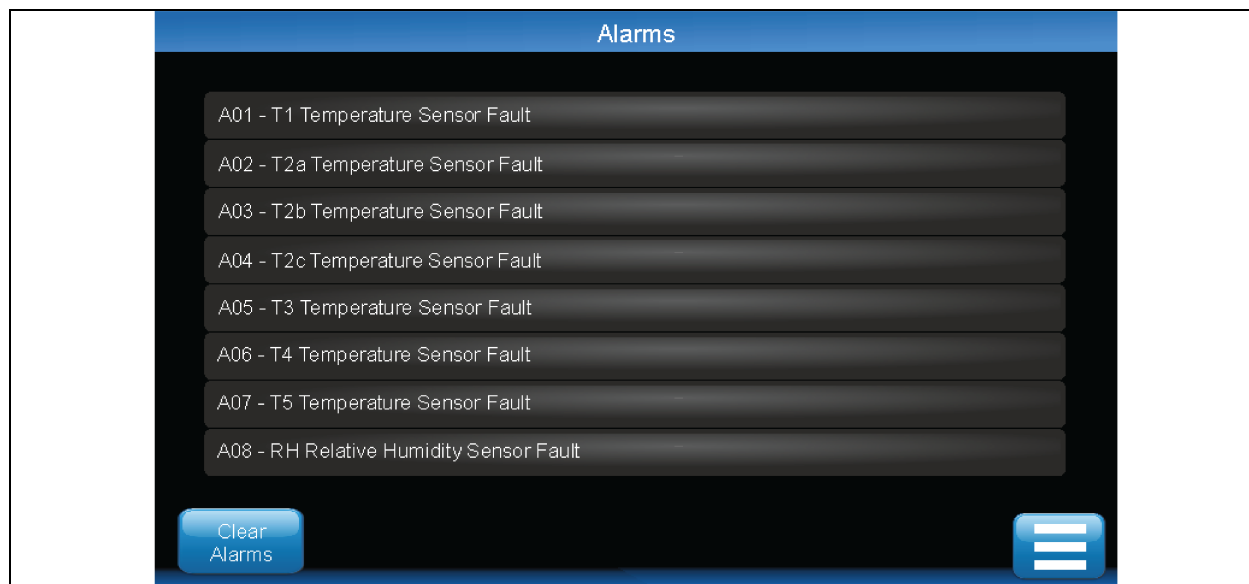 Alarms
A01 - T1 Temperature Sensor Fault
A02 - T2a Temperature Sensor Fault
A03 - T2b Temperature Sensor Fault
A04 - T2c Temperature Sensor Fault
A05 - T3 Temperature Sensor Fault
A06 - T4 Temperature Sensor Fault
A07 - T5 Temperature Sensor Fault
A08 - RH Relative Humidity Sensor Fault
Clear
Alarms